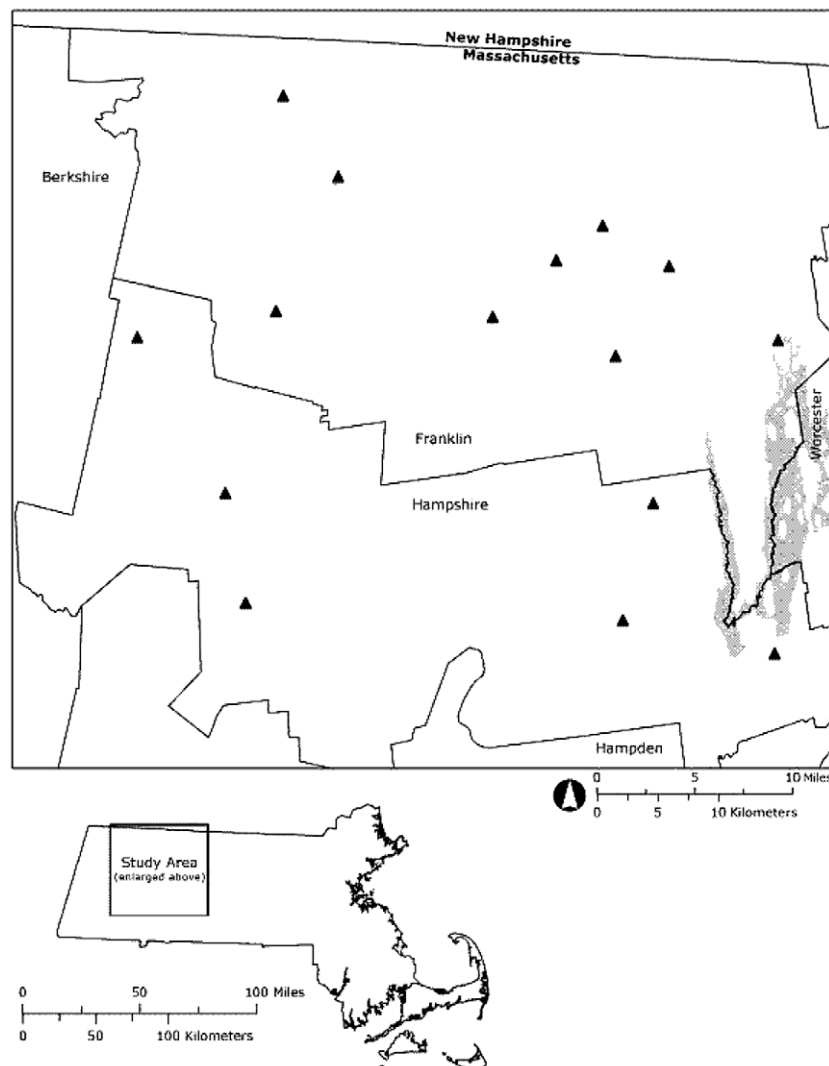 New Hampshire
Massachusetts
Berkshire
Worcester
Franklin
Hampshire
Hampden
0 5 10 Miles
0 5 10 Kilometers
Study Area
(enlarged above)
0 50 100 Miles
0 50 100 Kilometers